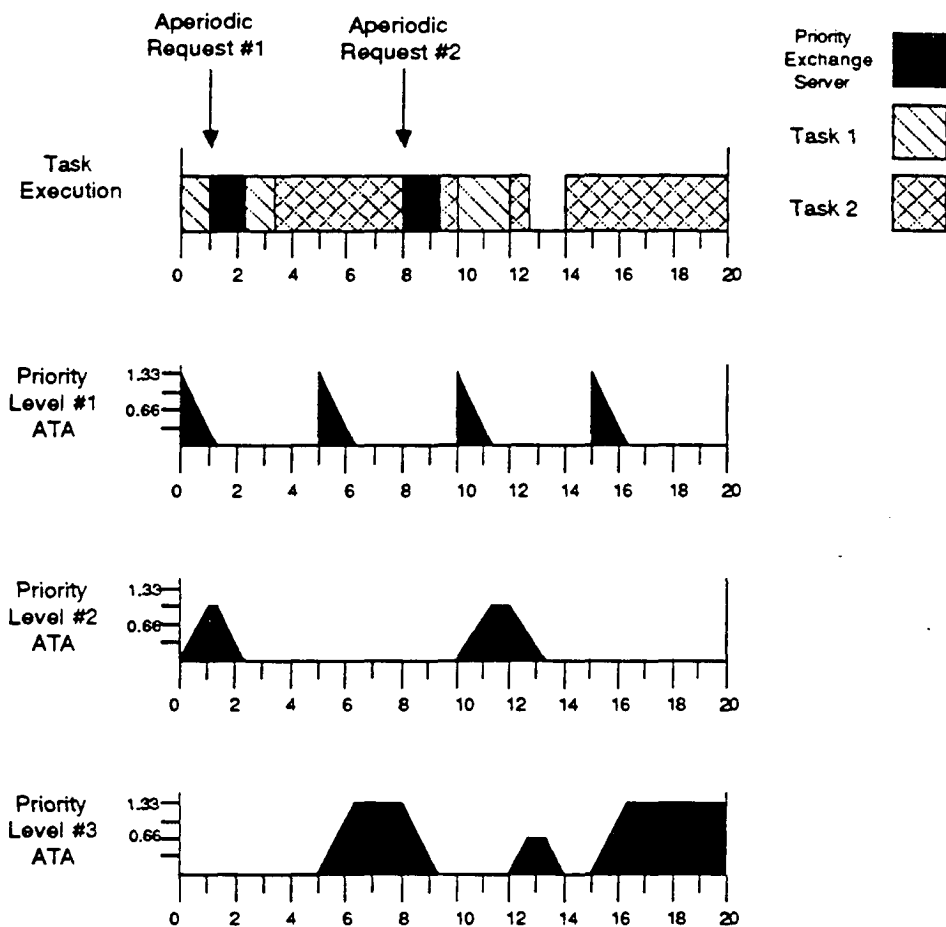 Aperiodic
Request #1
Aperiodic
Request #2
Priority
Exchange
Server
Task 1
Task 2
Task
Execution
0 2 4 6 8 10 12 14 16 18 20
Priority
Level #1
ATA
1.33
0.66
0 2 4 6 8 10 12 14 16 18 20
Priority
Level #2
ATA
1.33
0.66
0 2 4 6 8 10 12 14 16 18 20
Priority
Level #3
ATA
1.33
0.66
0 2 4 6 8 10 12 14 16 18 20